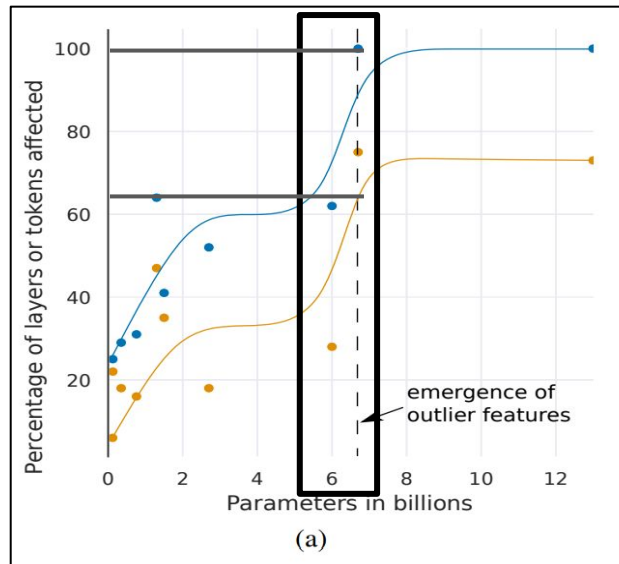 Percentage of layers or tokens affected
100
80
60
40
20
emergence of
outlier features
0 2 4 6 8 10 12
Parameters in billions
(a)